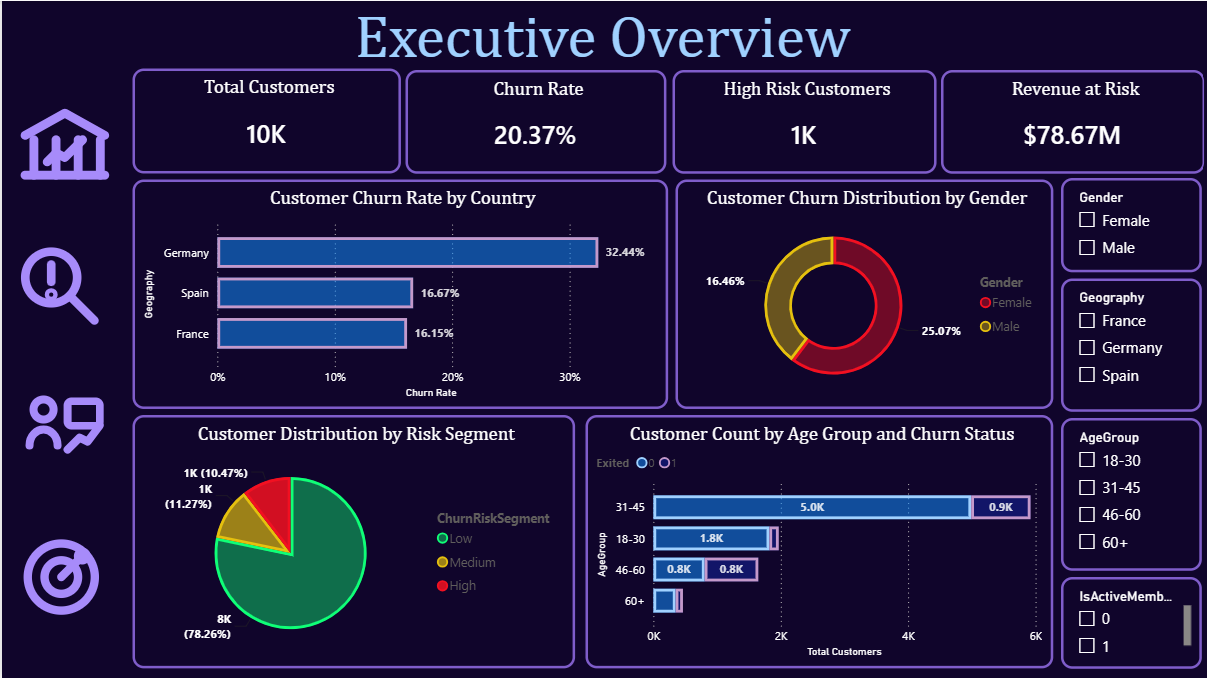 Executive Overview
Total Customers
10K
Churn Rate
20.37%
High Risk Customers
1K
Revenue at Risk
$78.67M
Customer Churn Rate by Country
Geography
Germany
32.44%
Spain
16.67%
France
16.15%
0%
10%
20%
30%
Churn Rate
Customer Churn Distribution by Gender
16.46%
25.07%
Gender
Female
Male
Gender
Female
Male
Geography
France
Germany
Spain
Customer Distribution by Risk Segment
1K (10.47%)
1K
(11.27%)
8K
(78.26%)
ChurnRiskSegment
Low
Medium
High
Customer Count by Age Group and Churn Status
Exited 0 1
AgeGroup
31-45
5.0K
0.9K
18-30
1.8K
46-60
0.8K
0.8K
60+
0K
2K
4K
6K
Total Customers
AgeGroup
18-30
31-45
46-60
60+
IsActiveMemb...
0
1